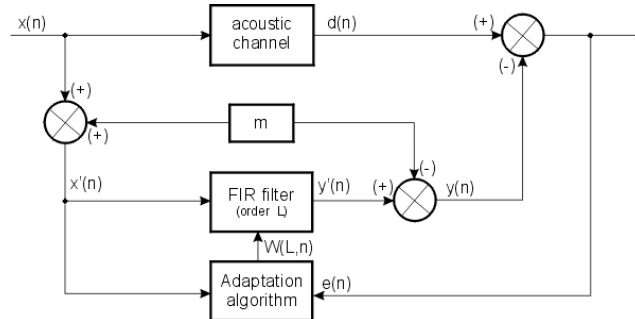 x(n)
acoustic
channel
d(n)
(+)
(-)
(+)
(+)
m
(-)
x'(n)
FIR filter
(order L)
y'(n)
(+)
y(n)
W(L,n)
Adaptation
algorithm
e(n)